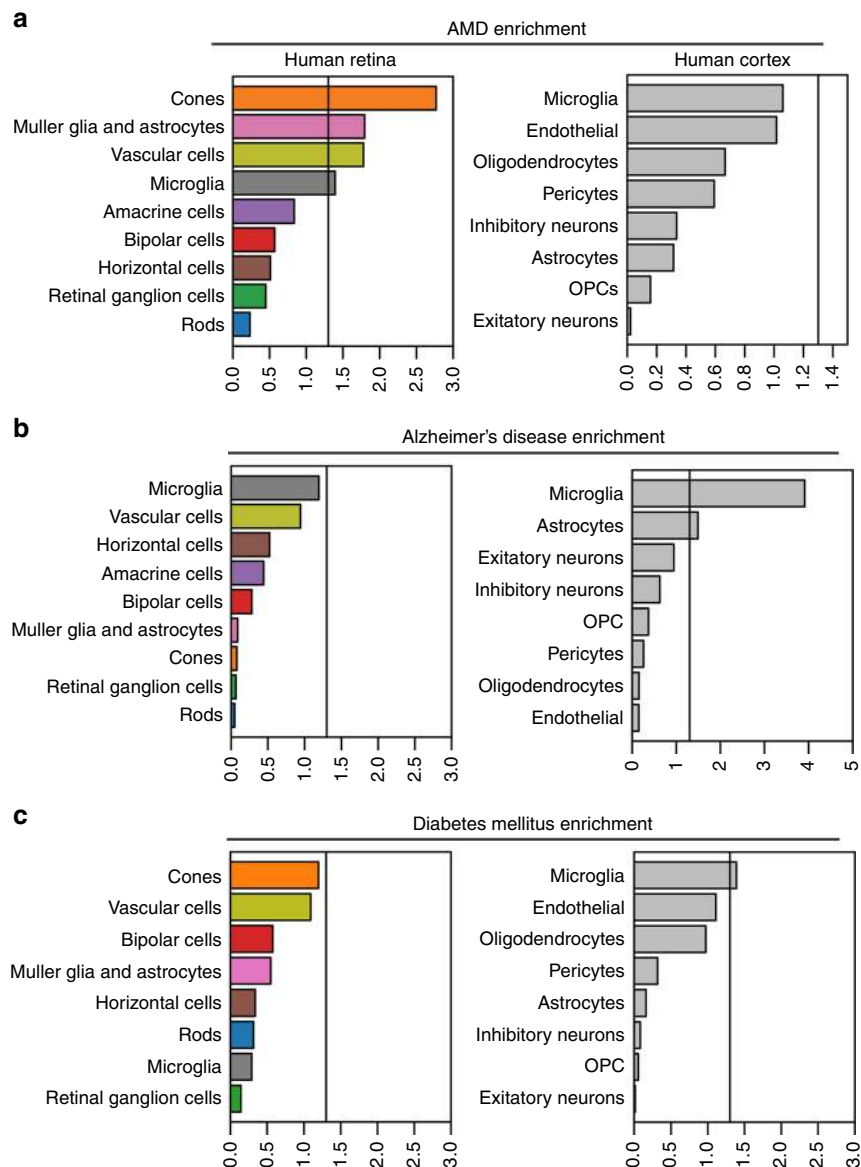 a
AMD enrichment
Human retina
Human cortex
Cones
Muller glia and astrocytes
Vascular cells
Microglia
Amacrine cells
Bipolar cells
Horizontal cells
Retinal ganglion cells
Rods
0.0 0.5 1.0 1.5 2.0 2.5 3.0
Microglia
Endothelial
Oligodendrocytes
Pericytes
Inhibitory neurons
Astrocytes
OPCs
Exitatory neurons
0.0 0.2 0.4 0.6 0.8 1.0 1.2 1.4
b
Alzheimer's disease enrichment
Microglia
Vascular cells
Horizontal cells
Amacrine cells
Bipolar cells
Muller glia and astrocytes
Cones
Retinal ganglion cells
Rods
0.0 0.5 1.0 1.5 2.0 2.5 3.0
Microglia
Astrocytes
Exitatory neurons
Inhibitory neurons
OPC
Pericytes
Oligodendrocytes
Endothelial
0 1 2 3 4 5
c
Diabetes mellitus enrichment
Cones
Vascular cells
Bipolar cells
Muller glia and astrocytes
Horizontal cells
Rods
Microglia
Retinal ganglion cells
0.0 0.5 1.0 1.5 2.0 2.5 3.0
Microglia
Endothelial
Oligodendrocytes
Pericytes
Astrocytes
Inhibitory neurons
OPC
Exitatory neurons
0.0 0.5 1.0 1.5 2.0 2.5 3.0